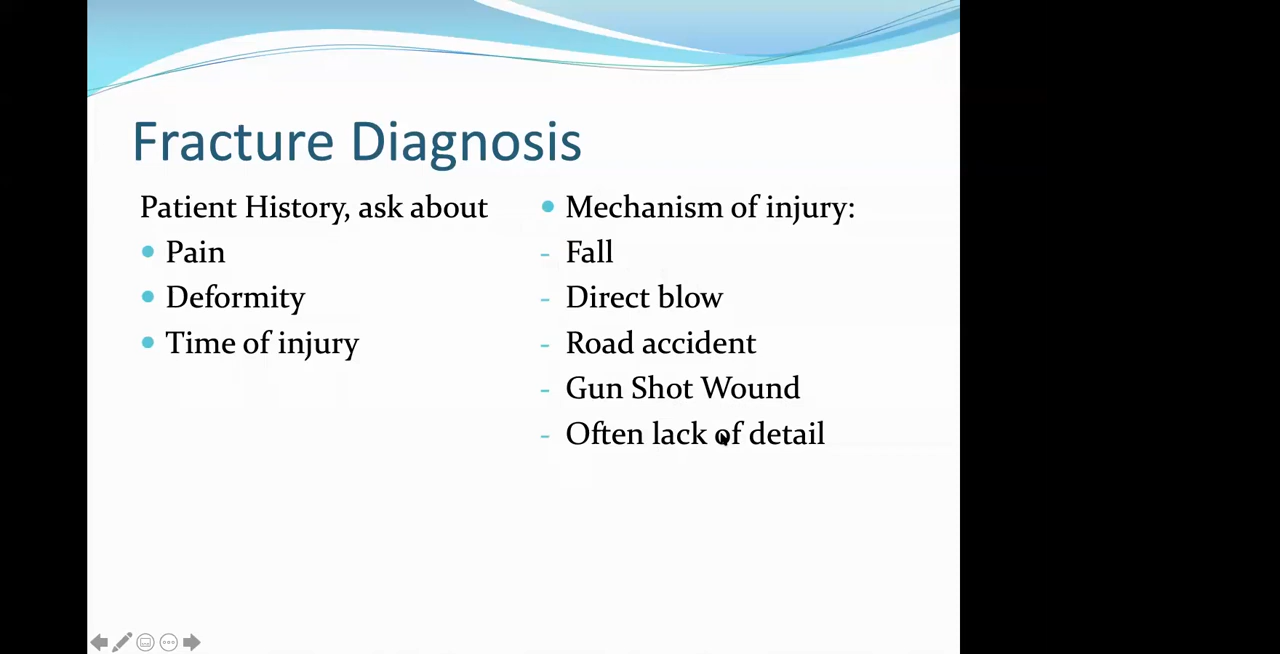 Fracture Diagnosis
Patient History, ask about
• Pain
• Deformity
• Time of injury
• Mechanism of injury:
- Fall
- Direct blow
- Road accident
- Gun Shot Wound
- Often lack of detail